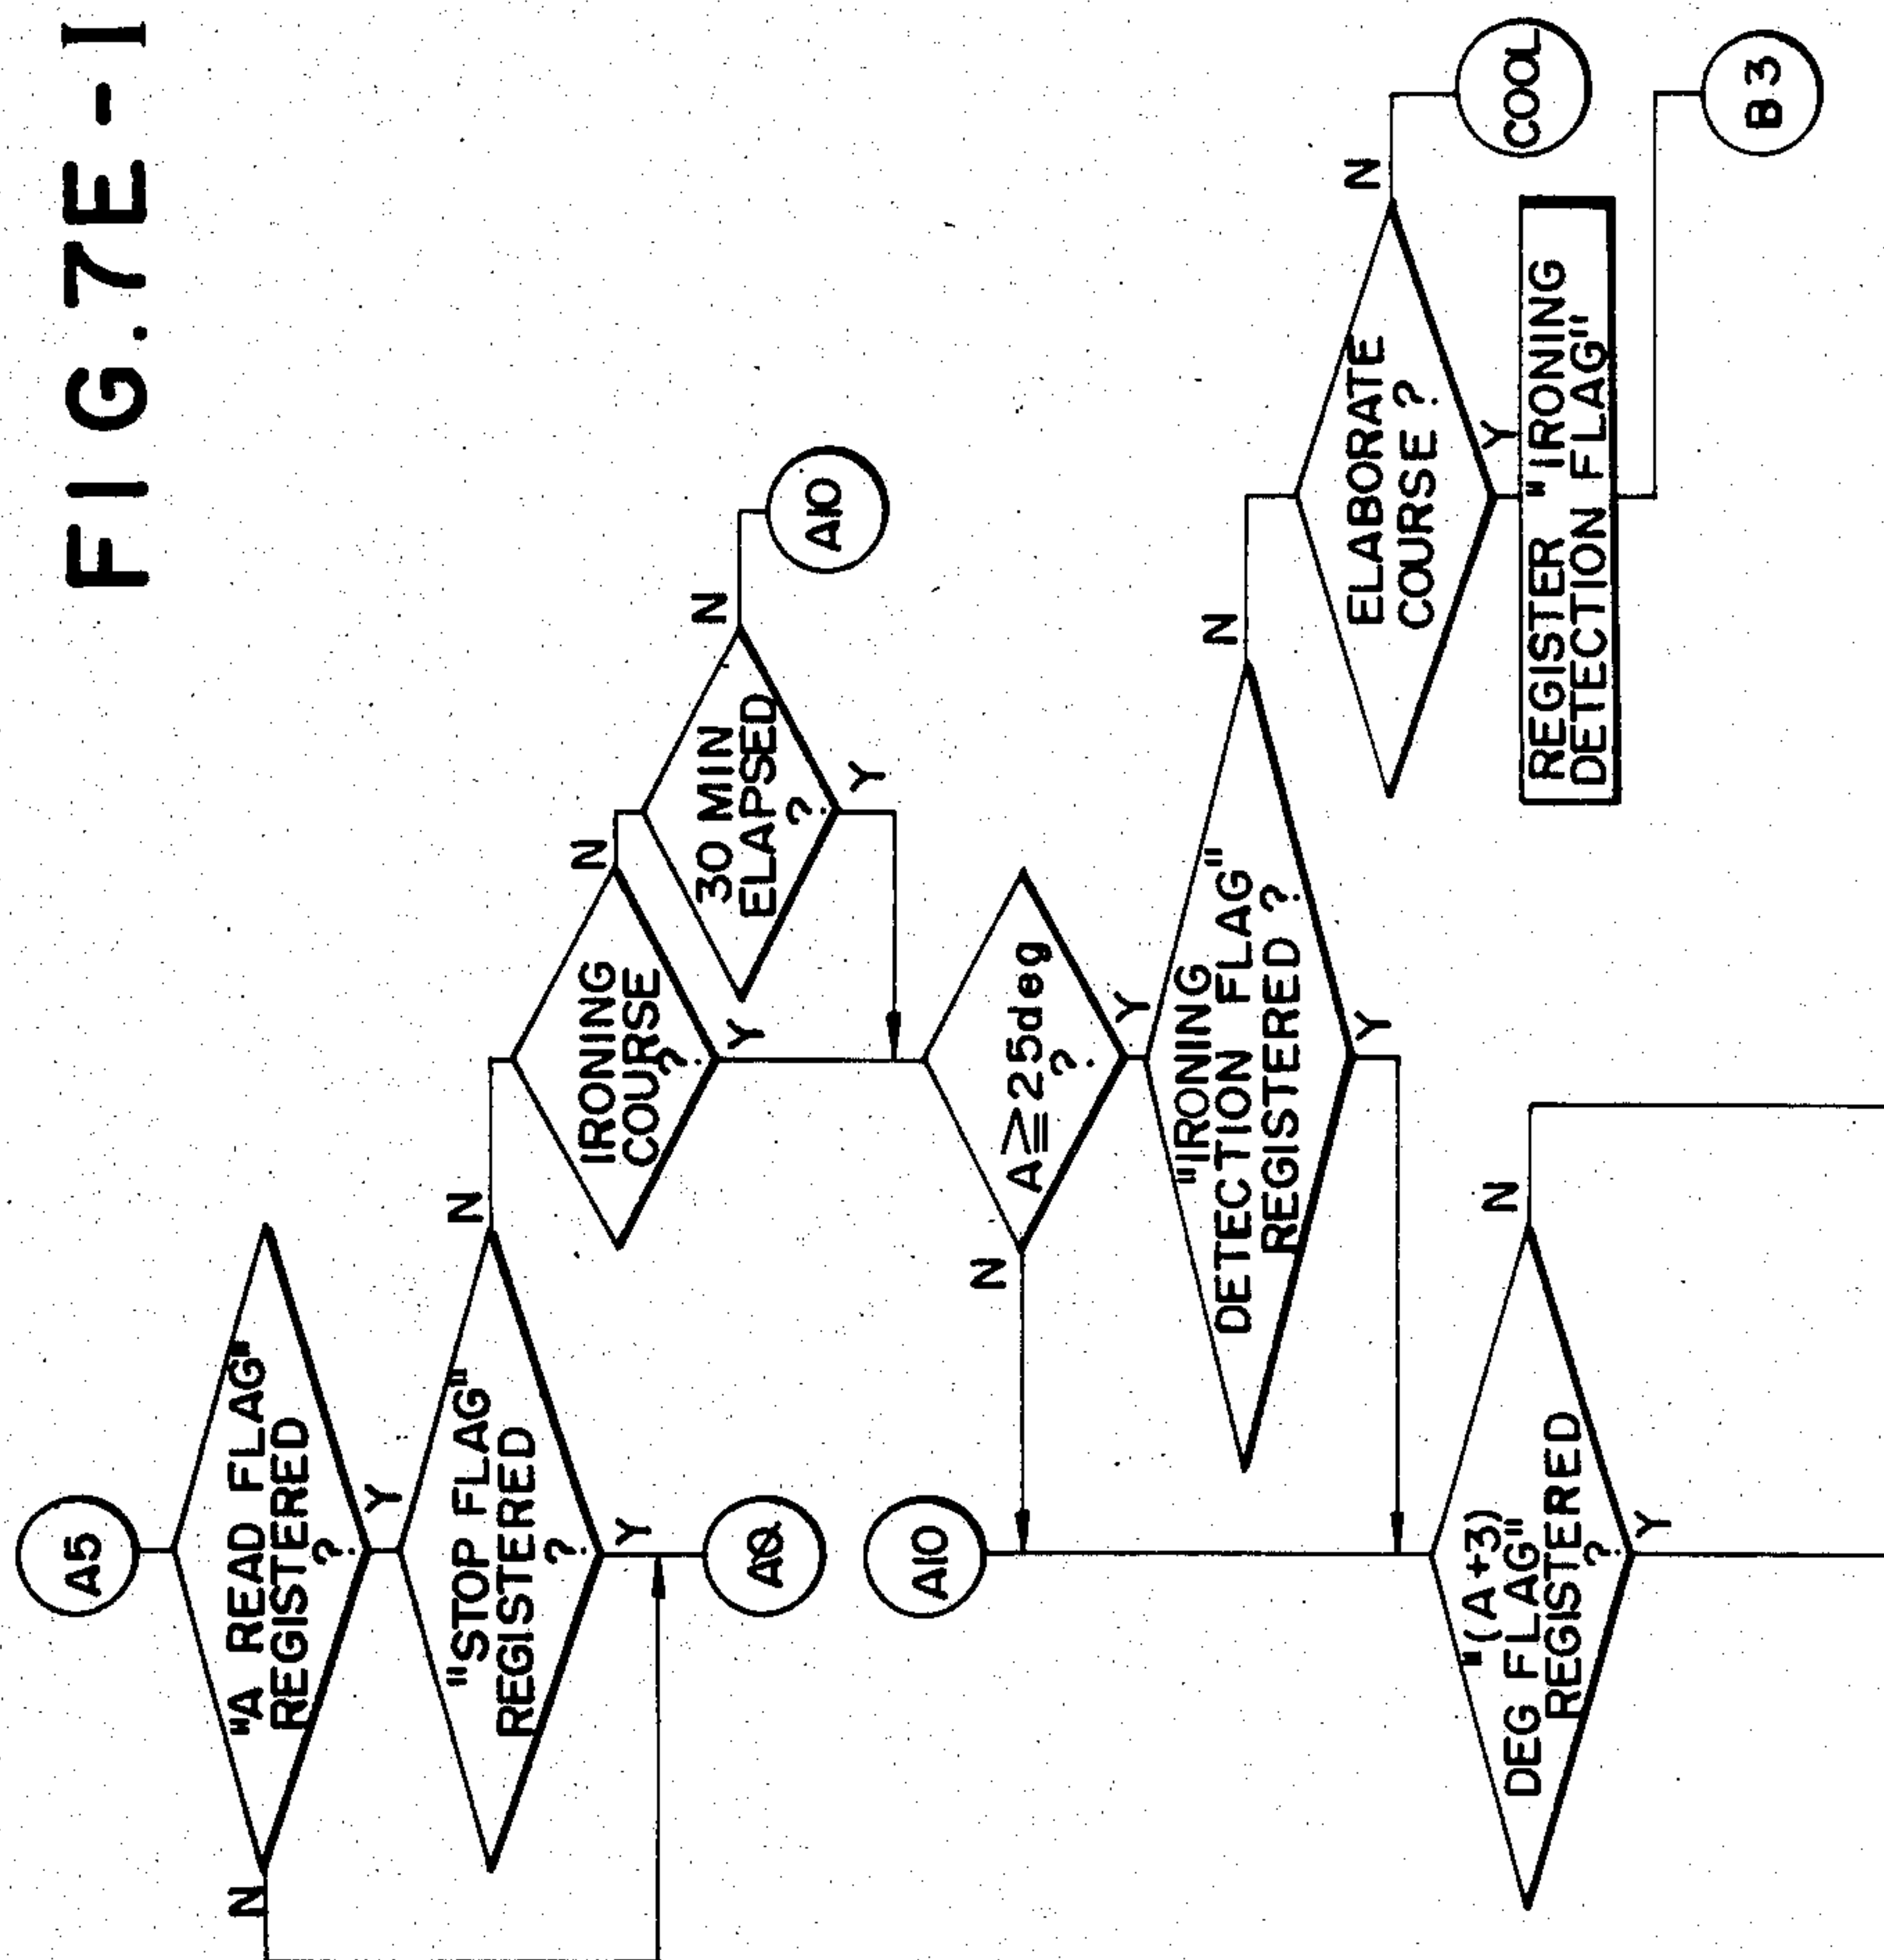 FIG.7E-1
A5
"A READ FLAG"
REGISTERED
?
N
Y
"STOP FLAG"
REGISTERED
?
N
Y
IRONING
COURSE
?
N
Y
30 MIN
ELAPSED
?
N
Y
A10
A10
A≧25deg
?
N
Y
"IRONING
DETECTION FLAG"
REGISTERED ?
N
Y
ELABORATE
COURSE ?
N
Y
COOL
REGISTER "IRONING
DETECTION FLAG"
B3
"(A+3)
DEG FLAG"
REGISTERED
?
N
Y